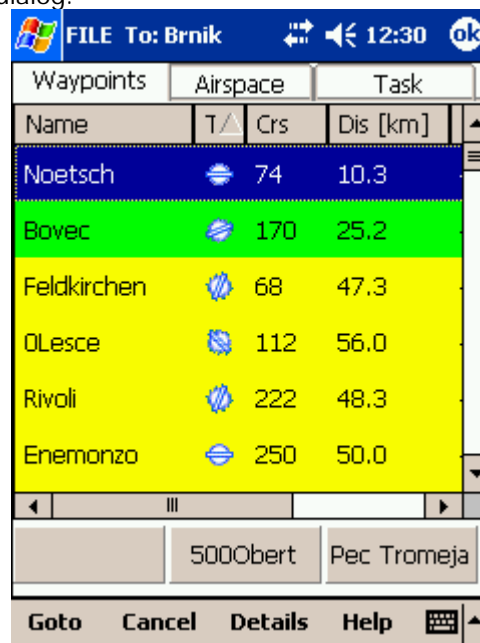 dialog:
FILE To: Brnik 12:30 ok
Waypoints Airspace Task
Name T Crs Dis [km]
Noetsch 74 10.3
Bovec 170 25.2
Feldkirchen 68 47.3
0Lesce 112 56.0
Rivoli 222 48.3
Enemonzo 250 50.0
500Obert Pec Tromeja
Goto Cancel Details Help